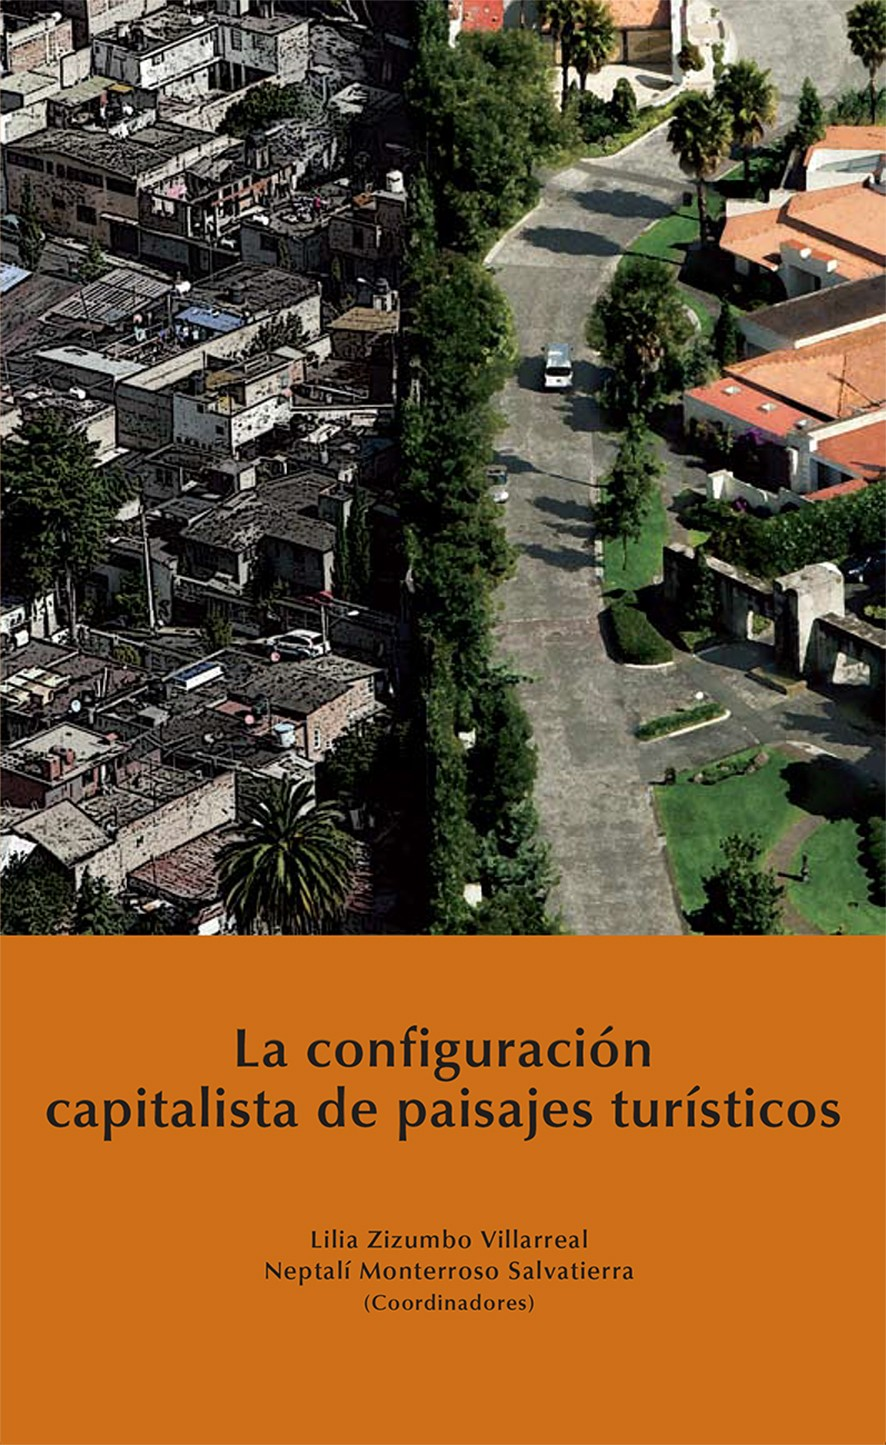 La configuración
capitalista de paisajes turísticos
Lilia Zizumbo Villarreal
Neptalí Monterroso Salvatierra
(Coordinadores)